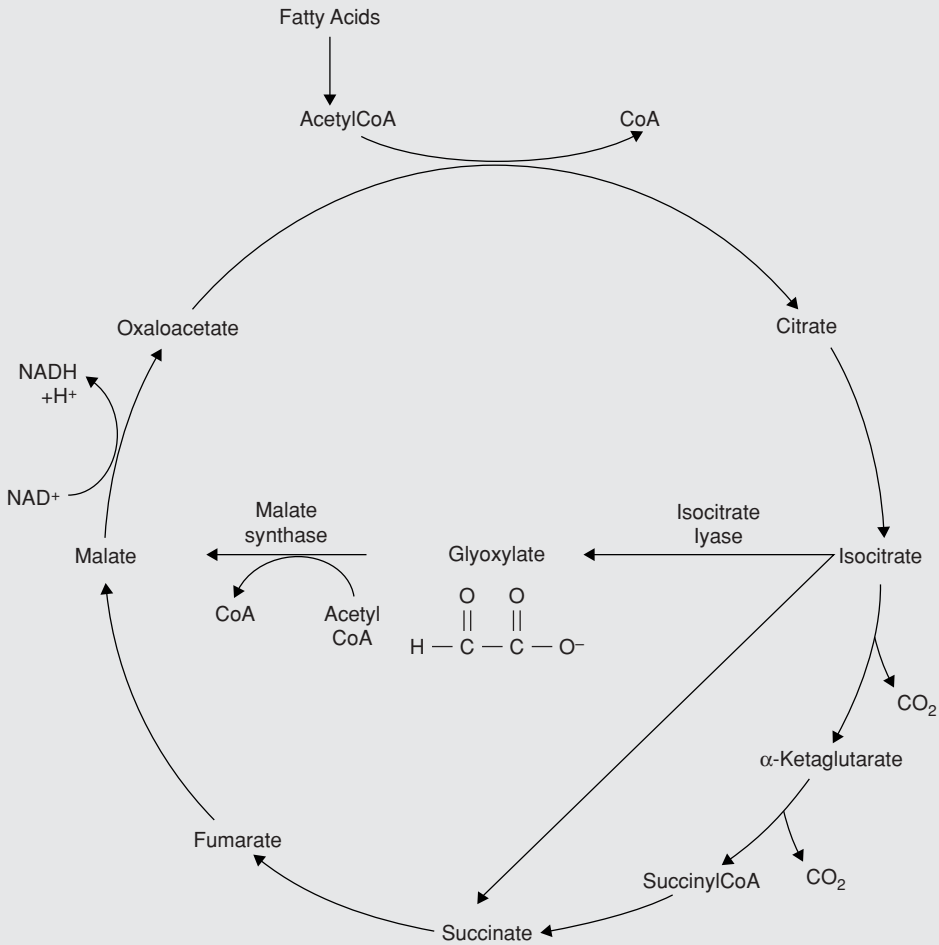 Fatty Acids
AcetylCoA
CoA
Oxaloacetate
Citrate
NADH
+H⁺
NAD⁺
Malate
synthase
Isocitrate
lyase
Malate
Glyoxylate
Isocitrate
CoA
Acetyl
CoA
O O
|| ||
H — C — C — O⁻
CO₂
α-Ketaglutarate
Fumarate
SuccinylCoA
CO₂
Succinate